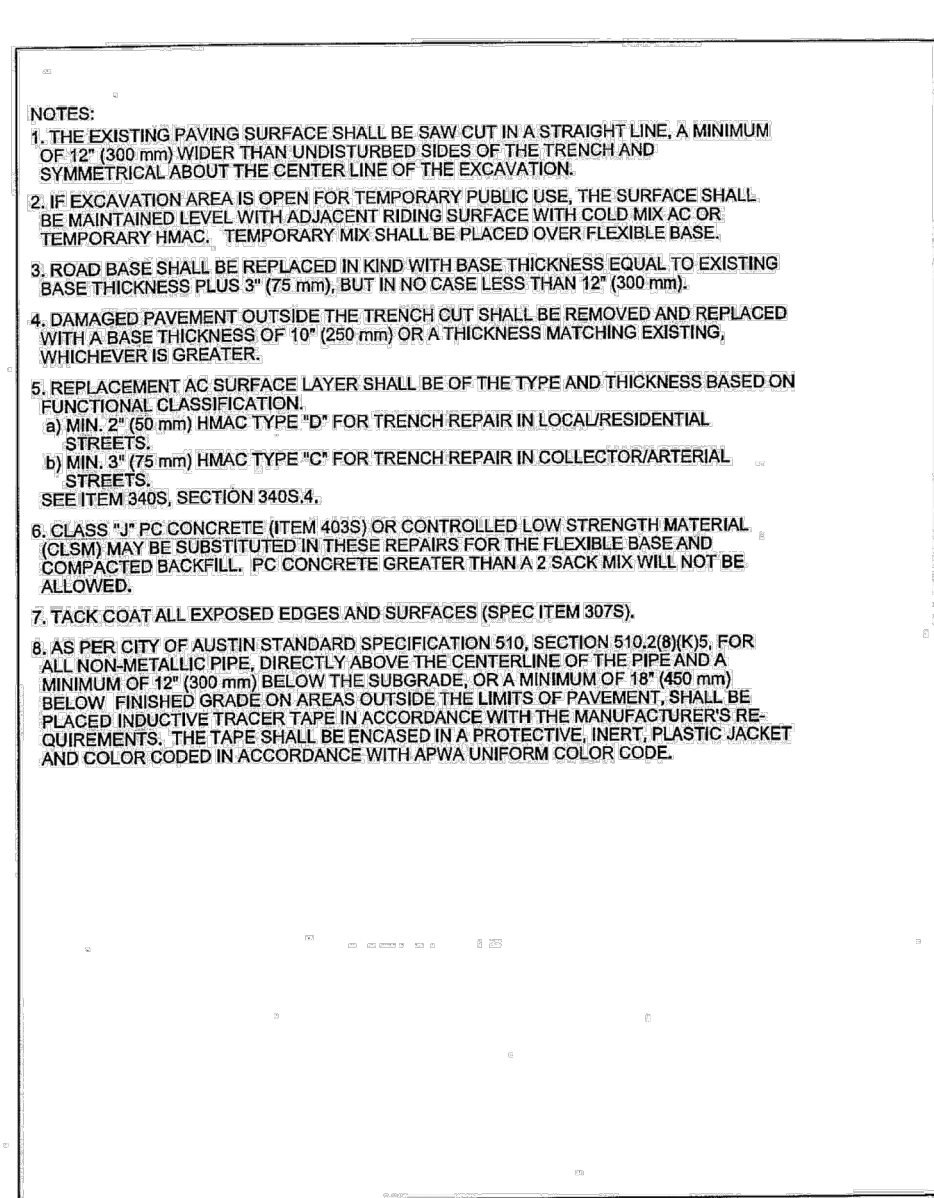 NOTES:
1. THE EXISTING PAVING SURFACE SHALL BE SAW CUT IN A STRAIGHT LINE, A MINIMUM
OF 12" (300 mm) WIDER THAN UNDISTURBED SIDES OF THE TRENCH AND
SYMMETRICAL ABOUT THE CENTER LINE OF THE EXCAVATION.
2. IF EXCAVATION AREA IS OPEN FOR TEMPORARY PUBLIC USE, THE SURFACE SHALL
BE MAINTAINED LEVEL WITH ADJACENT RIDING SURFACE WITH COLD MIX AC OR
TEMPORARY HMAC. TEMPORARY MIX SHALL BE PLACED OVER FLEXIBLE BASE.
3. ROAD BASE SHALL BE REPLACED IN KIND WITH BASE THICKNESS EQUAL TO EXISTING
BASE THICKNESS PLUS 3" (75 mm), BUT IN NO CASE LESS THAN 12" (300 mm).
4. DAMAGED PAVEMENT OUTSIDE THE TRENCH CUT SHALL BE REMOVED AND REPLACED
WITH A BASE THICKNESS OF 10" (250 mm) OR A THICKNESS MATCHING EXISTING,
WHICHEVER IS GREATER.
5. REPLACEMENT AC SURFACE LAYER SHALL BE OF THE TYPE AND THICKNESS BASED ON
FUNCTIONAL CLASSIFICATION.
a) MIN. 2" (50 mm) HMAC TYPE "D" FOR TRENCH REPAIR IN LOCAL/RESIDENTIAL
STREETS.
b) MIN. 3" (75 mm) HMAC TYPE "C" FOR TRENCH REPAIR IN COLLECTOR/ARTERIAL
STREETS.
SEE ITEM 340S, SECTION 340S.4.
6. CLASS "J" PC CONCRETE (ITEM 403S) OR CONTROLLED LOW STRENGTH MATERIAL
(CLSM) MAY BE SUBSTITUTED IN THESE REPAIRS FOR THE FLEXIBLE BASE AND
COMPACTED BACKFILL. PC CONCRETE GREATER THAN A 2 SACK MIX WILL NOT BE
ALLOWED.
7. TACK COAT ALL EXPOSED EDGES AND SURFACES (SPEC ITEM 307S).
8. AS PER CITY OF AUSTIN STANDARD SPECIFICATION 510, SECTION 510.2(8)(K)5, FOR
ALL NON-METALLIC PIPE, DIRECTLY ABOVE THE CENTERLINE OF THE PIPE AND A
MINIMUM OF 12" (300 mm) BELOW THE SUBGRADE, OR A MINIMUM OF 18" (450 mm)
BELOW FINISHED GRADE ON AREAS OUTSIDE THE LIMITS OF PAVEMENT, SHALL BE
PLACED INDUCTIVE TRACER TAPE IN ACCORDANCE WITH THE MANUFACTURER'S RE-
QUIREMENTS. THE TAPE SHALL BE ENCASED IN A PROTECTIVE, INERT, PLASTIC JACKET
AND COLOR CODED IN ACCORDANCE WITH APWA UNIFORM COLOR CODE.